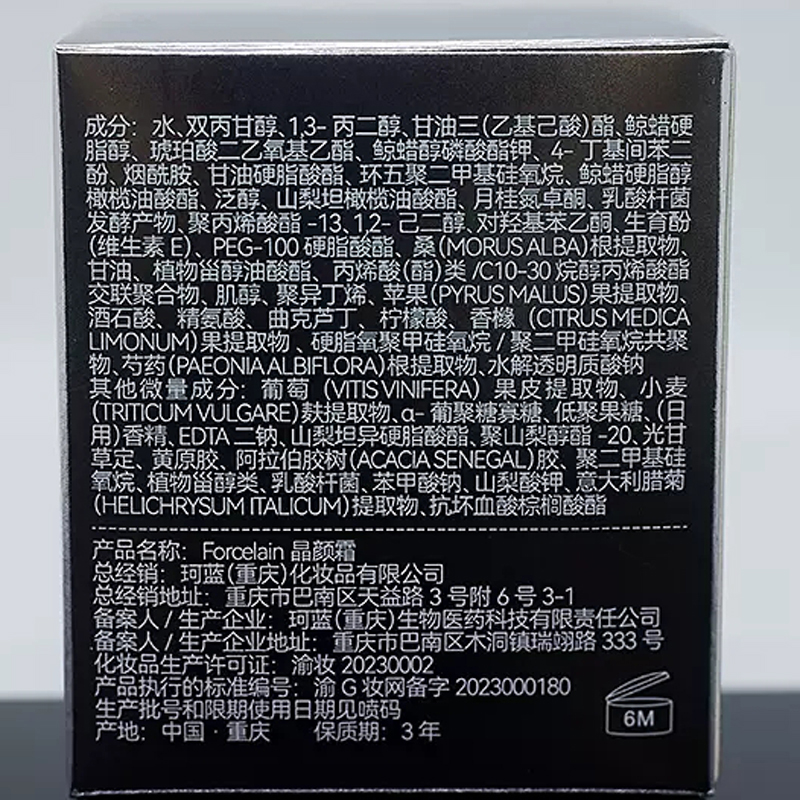 成分：水、双丙甘醇、1,3-丙二醇、甘油三(乙基己酸)酯、鲸蜡硬
脂醇、琥珀酸二乙氧基乙酯、鲸蜡醇磷酸酯钾、4-丁基间苯二
酚、烟酰胺、甘油硬脂酸酯、环五聚二甲基硅氧烷、鲸蜡硬脂醇
橄榄油酸酯、泛醇、山梨坦橄榄油酸酯、月桂氮卓酮、乳酸杆菌
发酵产物、聚丙烯酸酯-13、1,2-己二醇、对羟基苯乙酮、生育酚
(维生素E)、PEG-100硬脂酸酯、桑(MORUS ALBA)根提取物、
甘油、植物甾醇油酸酯、丙烯酸(酯)类/C10-30烷醇丙烯酸酯
交联聚合物、肌醇、聚异丁烯、苹果(PYRUS MALUS)果提取物、
酒石酸、精氨酸、曲克芦丁、柠檬酸、香橼 (CITRUS MEDICA
LIMONUM)果提取物、硬脂氧聚甲硅氧烷/聚二甲硅氧烷共聚
物、芍药(PAEONIA ALBIFLORA)根提取物、水解透明质酸钠
其他微量成分：葡萄 (VITIS VINIFERA) 果皮提取物、小麦
(TRITICUM VULGARE)麸提取物、α-葡聚糖寡糖、低聚果糖、(日
用)香精、EDTA二钠、山梨坦异硬脂酸酯、聚山梨醇酯-20、光甘
草定、黄原胶、阿拉伯胶树(ACACIA SENEGAL)胶、聚二甲基硅
氧烷、植物甾醇类、乳酸杆菌、苯甲酸钠、山梨酸钾、意大利腊菊
(HELICHRYSUM ITALICUM)提取物、抗坏血酸棕榈酸酯
产品名称：Forcelain 晶颜霜
总经销：珂蓝(重庆)化妆品有限公司
总经销地址：重庆市巴南区天益路3号附6号3-1
备案人/生产企业：珂蓝(重庆)生物医药科技有限责任公司
备案人/生产企业地址：重庆市巴南区木洞镇瑞翊路333号
化妆品生产许可证：渝妆20230002
产品执行的标准编号：渝G妆网备字2023000180
生产批号和限期使用日期见喷码
产地：中国·重庆 保质期：3年
6M